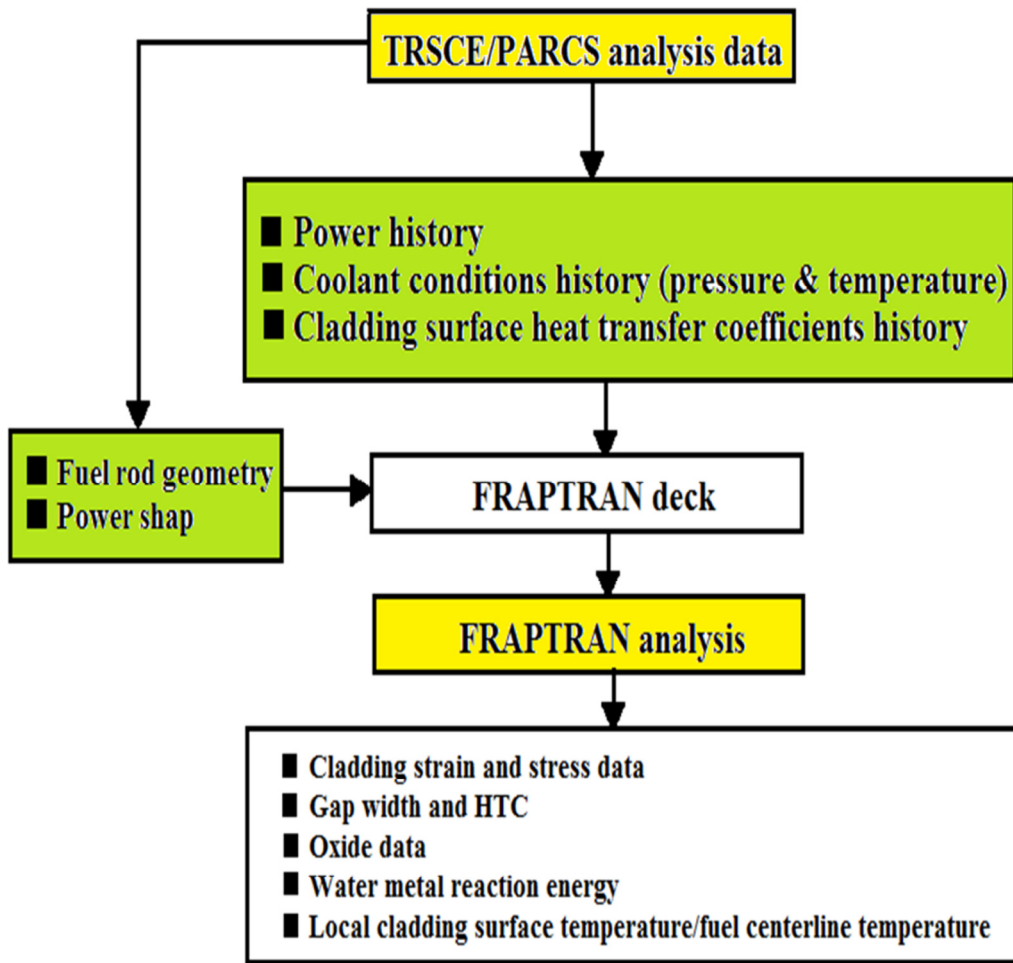 TRSCE/PARCS analysis data
■ Power history
■ Coolant conditions history (pressure & temperature)
■ Cladding surface heat transfer coefficients history
■ Fuel rod geometry
■ Power shap
FRAPTRAN deck
FRAPTRAN analysis
■ Cladding strain and stress data
■ Gap width and HTC
■ Oxide data
■ Water metal reaction energy
■ Local cladding surface temperature/fuel centerline temperature